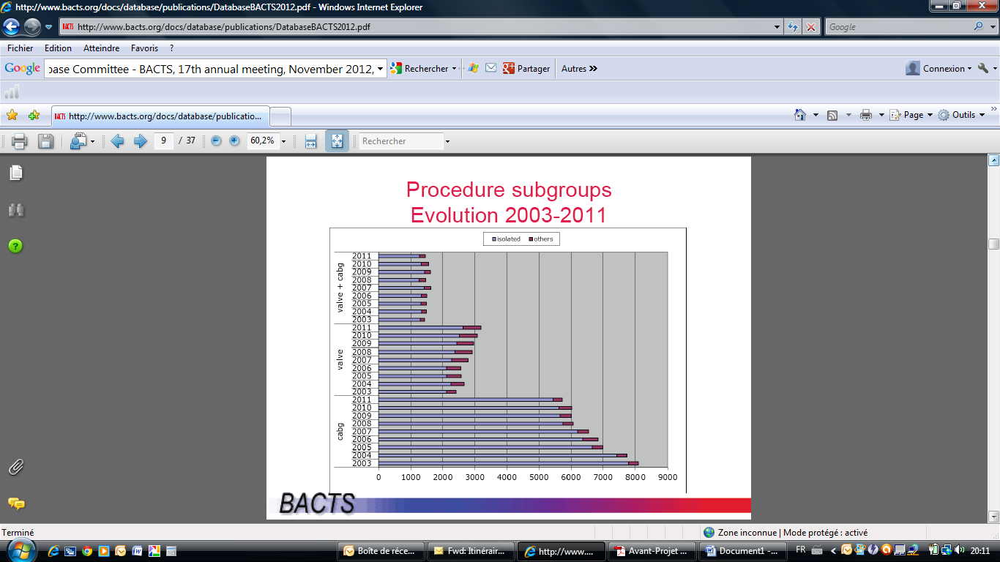 http://www.bacts.org/docs/database/publications/DatabaseBACTS2012.pdf - Windows Internet Explorer
http://www.bacts.org/docs/database/publications/DatabaseBACTS2012.pdf
Google
Fichier Edition Atteindre Favoris ?
Google base Committee - BACTS, 17th annual meeting, November 2012, Rechercher Partager Autres Connexion
http://www.bacts.org/docs/database/publicatio... Page Outils
9 / 37 60,2% Rechercher
Procedure subgroups
Evolution 2003-2011
isolated others
valve + cabg
2011
2010
2009
2008
2007
2006
2005
2004
2003
valve
2011
2010
2009
2008
2007
2006
2005
2004
2003
cabg
2011
2010
2009
2008
2007
2006
2005
2004
2003
0 1000 2000 3000 4000 5000 6000 7000 8000 9000
BACTS
Terminé Zone inconnue | Mode protégé : activé
Boîte de réce... Fwd: Itinérair... http://www.... Avant-Projet ... Document1 -... FR 20:11